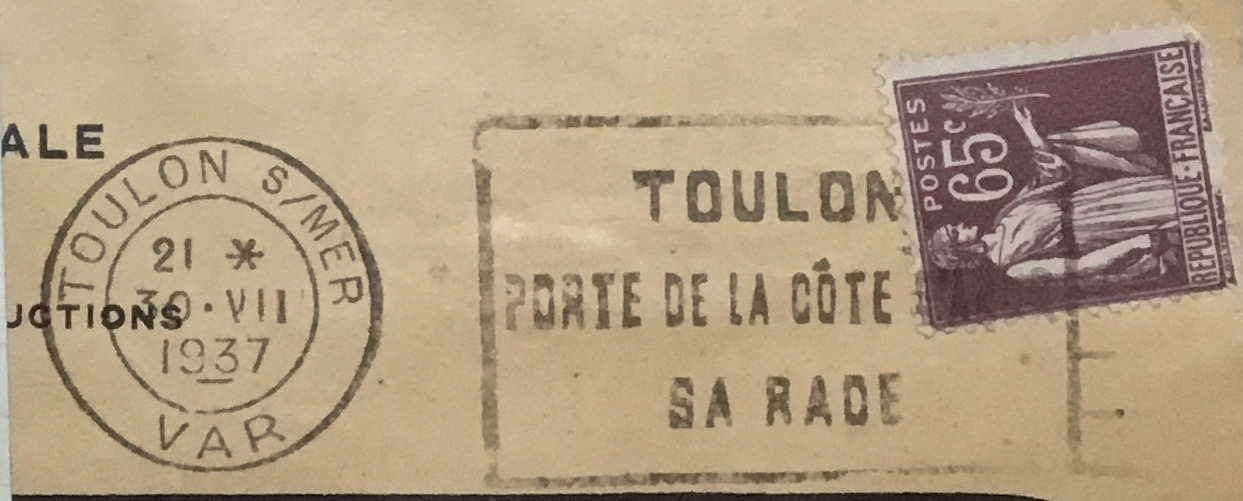 ALE
UCTIONS
TOULON S/MER
21 *
30·VII
1937
VAR
TOULON
PORTE DE LA CÔTE
SA RADE
POSTES
65c
REPUBLIQUE·FRANÇAISE